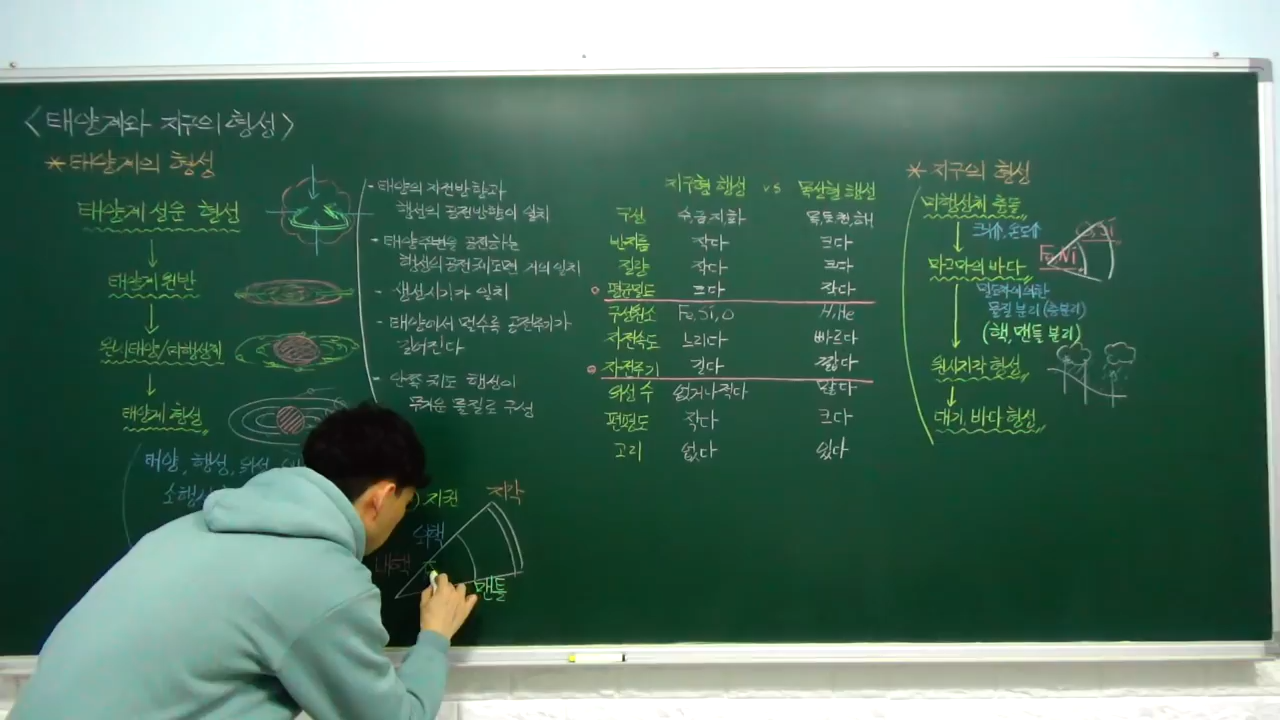 <태양계와 지구의 형성>
*태양계의 형성
태양계 성운 형성
태양계 원반
원시태양/미행성체
태양계 형성
태양, 행성, 위성,
- 태양의 자전방향과
행성의 공전방향이 일치
- 태양주변을 공전하는
행성의 공전궤도면 거의 일치
- 생성시기가 일치
- 태양에서 멀수록 공전주기가
길어진다
- 안쪽 궤도 행성이
무거운 물질로 구성
지구형 행성 vs 목성형 행성
구성 수금지화 목토천해
반지름 작다 크다
질량 작다 크다
평균밀도 크다 작다
구성원소 Fe, Si, O H, He
자전속도 느리다 빠르다
자전주기 길다 짧다
위성 수 없거나 적다 많다
편평도 작다 크다
고리 없다 있다
* 지구의 형성
미행성체 충돌
크기↑, 온도↑
마그마의 바다
밀도차에 의한
물질 분리 (층분리)
(핵, 맨틀 분리)
원시지각 형성
대기, 바다 형성
O, Si
Fe, Ni
) 지권
지각
외핵
내핵
맨틀